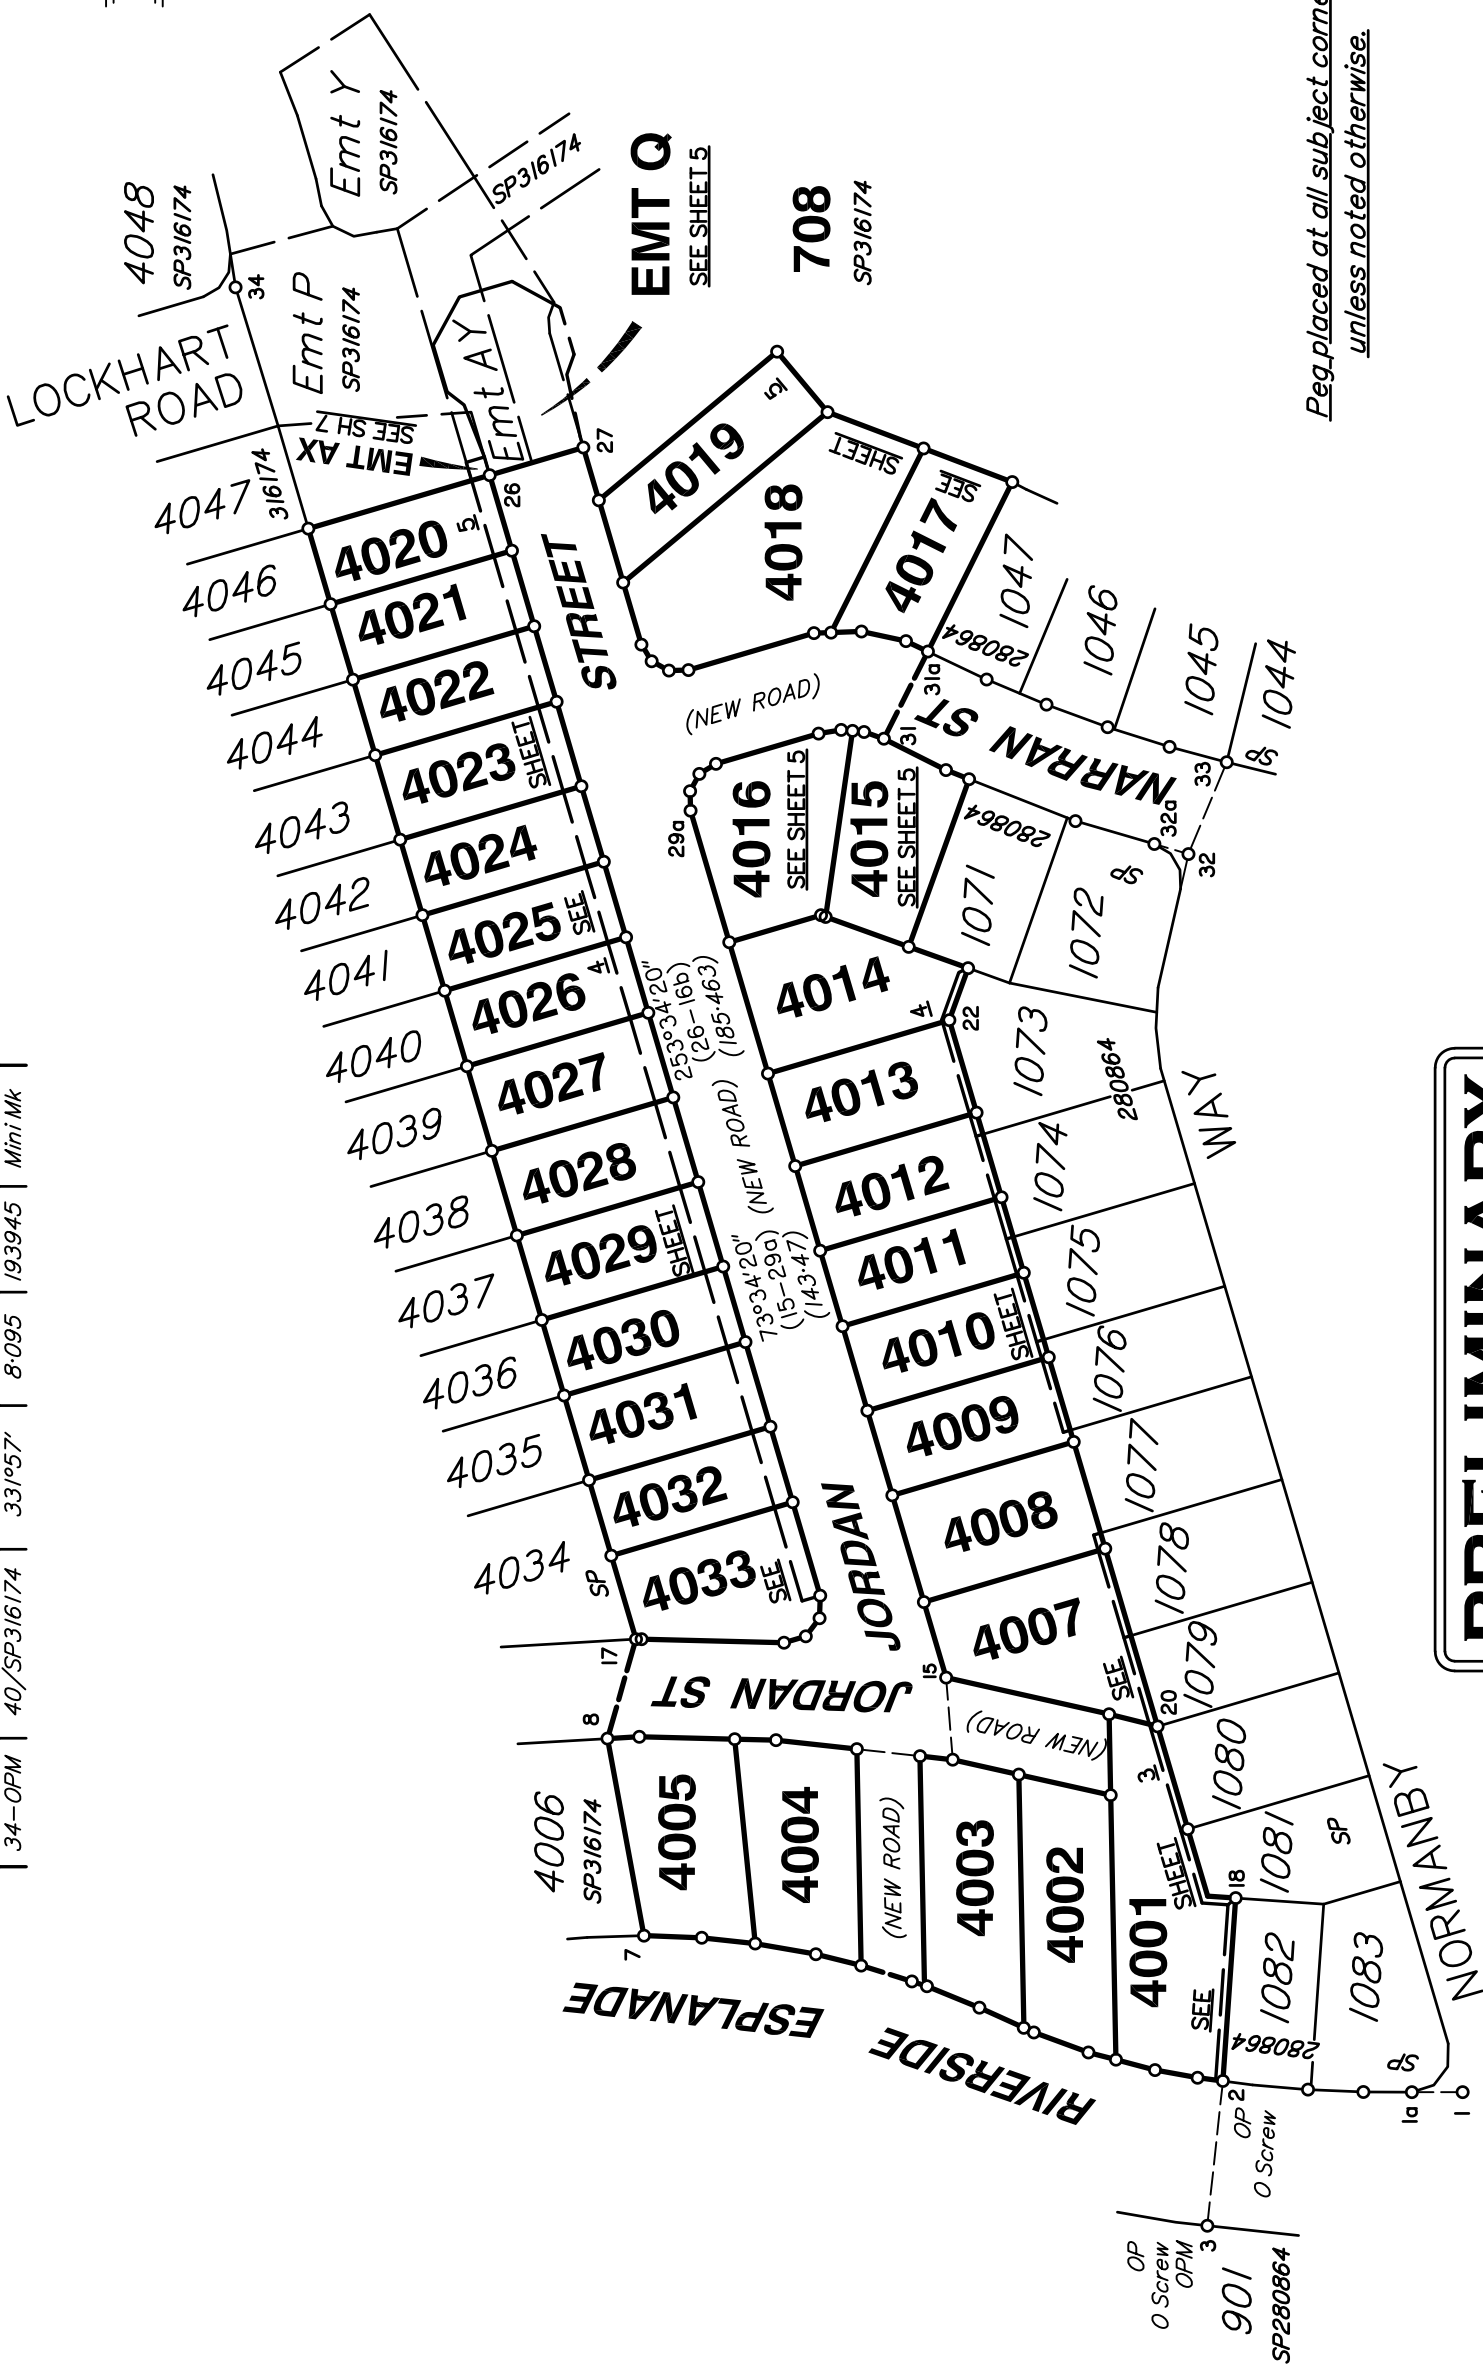 34-OPM | 40/SP316174 | 331°57' | 8·095 | 193945 | Mini Mk
Peg placed at all subject corne
unless noted otherwise.
LOCKHART
ROAD
4048
SP316174
34
Emt Y
SP316174
Emt P
SP316174
SP316174
EMT Q
SEE SHEET 5
708
SP316174
Emt AY
EMT AX
SEE SH 7
4047
316174
4046
4045
4044
4043
4042
4041
4040
4039
4038
4037
4036
4035
4034
SP
4006
SP316174
4020
5
4021
4022
4023
SHEET
4024
4025
SEE
4026
4
4027
4028
4029
SHEET
4030
4031
4032
4033
SEE
26
27
17
8
7
STREET
JORDAN
253°34'20"
(26-16b)
(185·463)
(NEW ROAD)
73°34'20"
(15-29a)
(143·47)
4019
5
4018
SHEET
4017
SEE
(NEW ROAD)
31a
31
29a
4016
SEE SHEET 5
4015
SEE SHEET 5
4014
4
22
4013
4012
4011
4010
SHEET
4009
4008
4007
SEE
15
20
JORDAN ST
(NEW ROAD)
4005
4004
(NEW ROAD)
4003
4002
4001
SHEET
3
SEE
18
NARRAN ST
280864
1047
1046
1045
1044
SP
33
32a
32
280864
1071
1072
SP
1073
280864
1074
1075
1076
1077
1078
1079
1080
1081
SP
1082
280864
1083
SP
NORMANBY
WAY
RIVERSIDE
ESPLANADE
2
OP
O Screw
1a
1
OP
O Screw
OPM
3
901
SP280864
PRELIMINARY